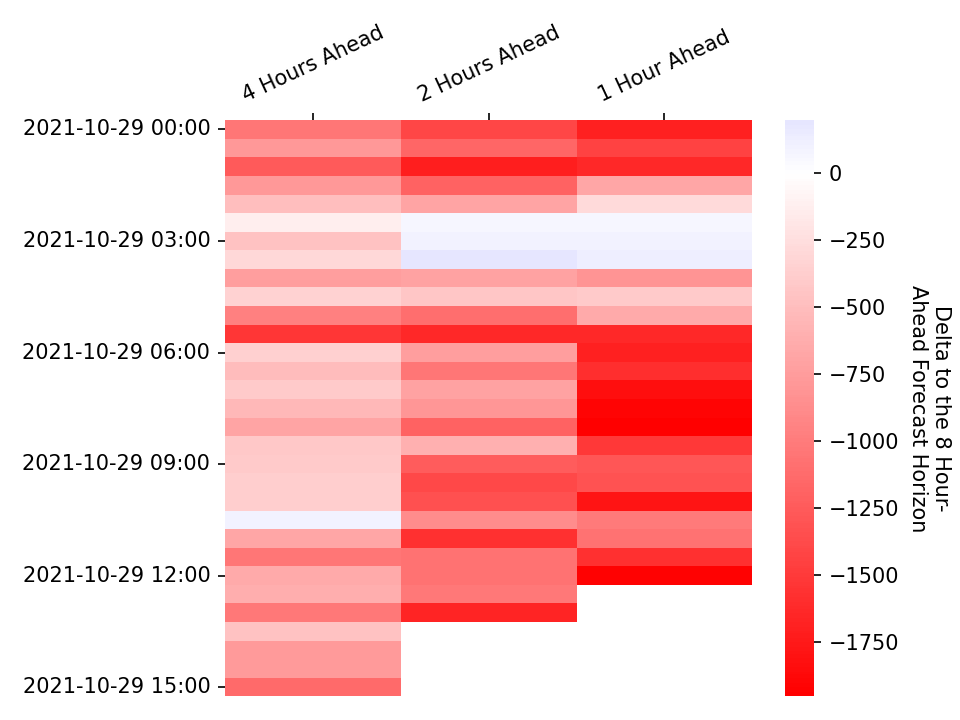 4 Hours Ahead
2 Hours Ahead
1 Hour Ahead
2021-10-29 00:00
2021-10-29 03:00
2021-10-29 06:00
2021-10-29 09:00
2021-10-29 12:00
2021-10-29 15:00
0
−250
−500
−750
−1000
−1250
−1500
−1750
Delta to the 8 Hour-
Ahead Forecast Horizon